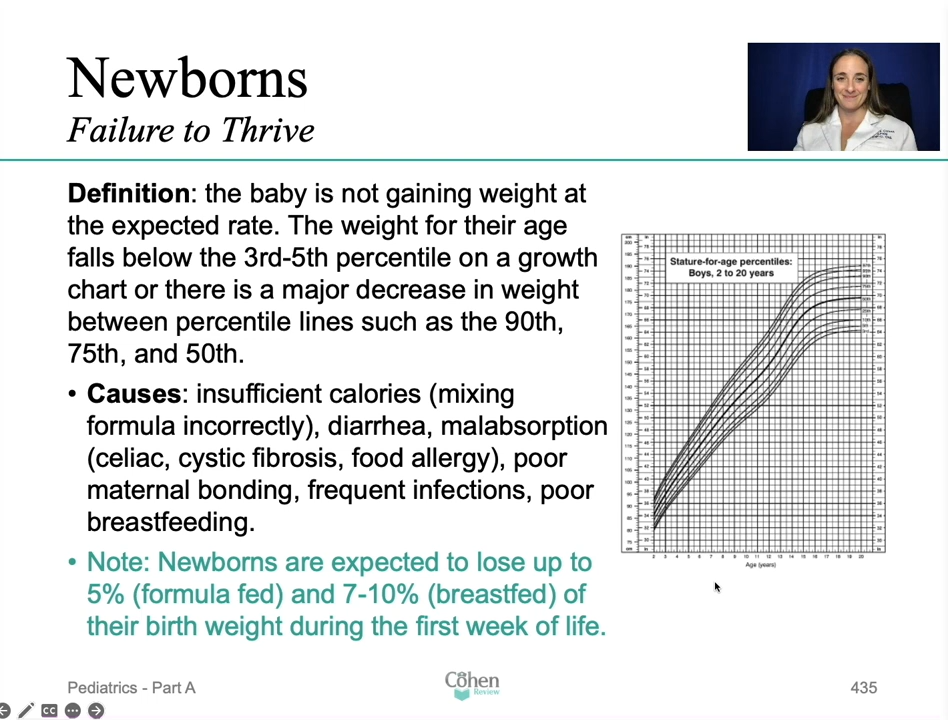 Newborns
Failure to Thrive
Definition: the baby is not gaining weight at
the expected rate. The weight for their age
falls below the 3rd-5th percentile on a growth
chart or there is a major decrease in weight
between percentile lines such as the 90th,
75th, and 50th.
• Causes: insufficient calories (mixing
formula incorrectly), diarrhea, malabsorption
(celiac, cystic fibrosis, food allergy), poor
maternal bonding, frequent infections, poor
breastfeeding.
• Note: Newborns are expected to lose up to
5% (formula fed) and 7-10% (breastfed) of
their birth weight during the first week of life.
Stature-for-age percentiles:
Boys, 2 to 20 years
Age (years)
Pediatrics - Part A
Cohen
Review
435
CC